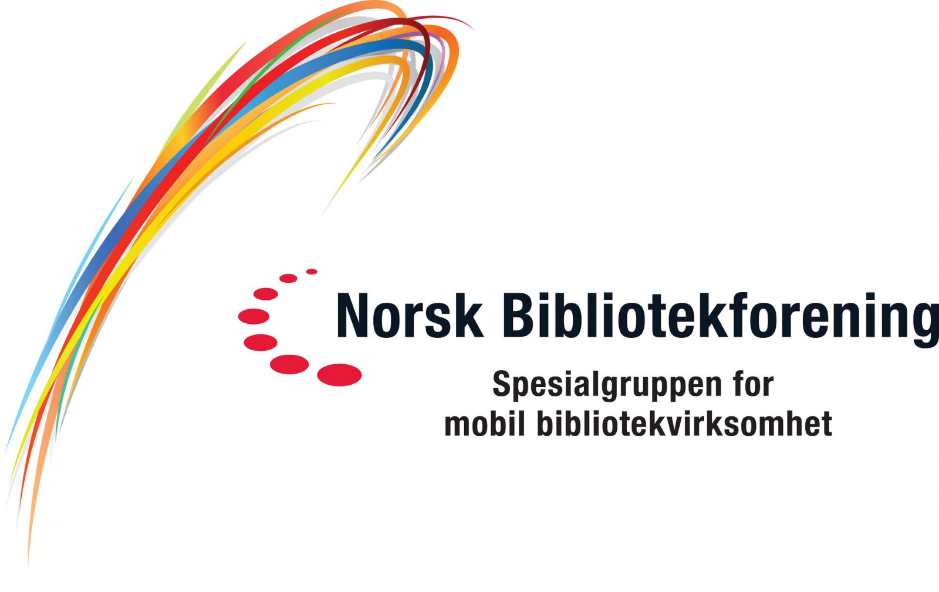 Norsk Bibliotekforening
Spesialgruppen for
mobil bibliotekvirksomhet